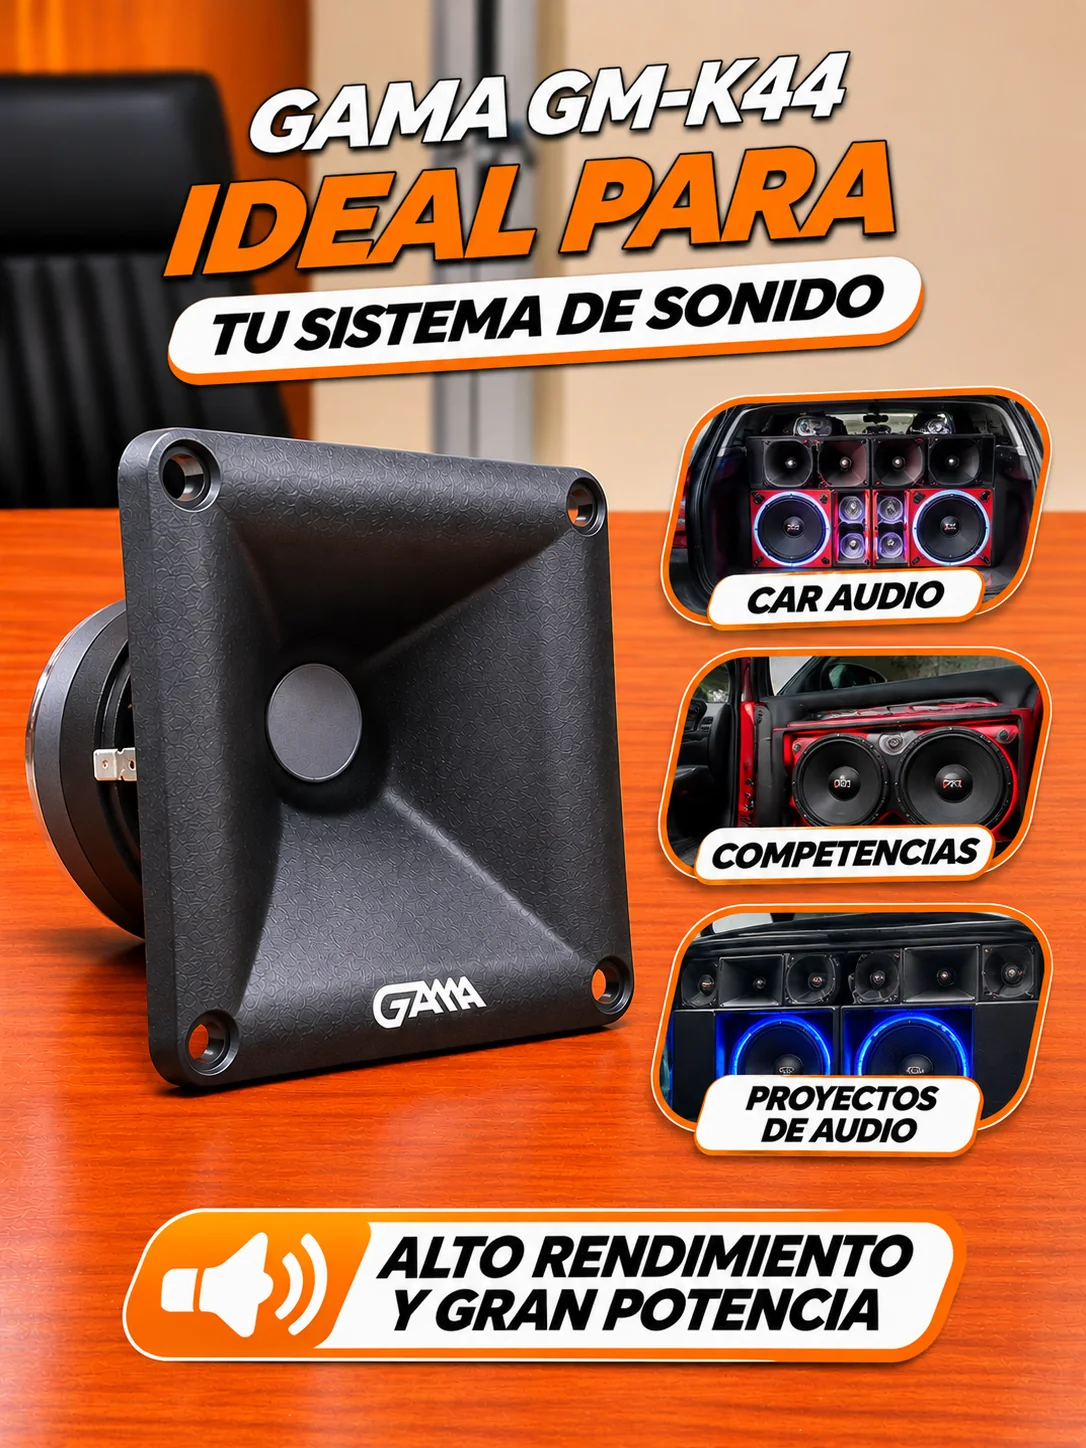 GAMA GM-K44
IDEAL PARA
TU SISTEMA DE SONIDO
CAR AUDIO
COMPETENCIAS
GAMA
PROYECTOS
DE AUDIO
ALTO RENDIMIENTO
Y GRAN POTENCIA